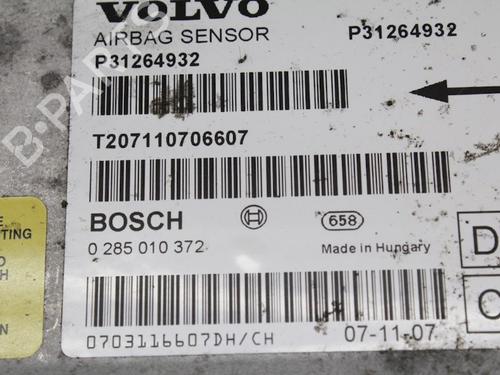 VOLVO
AIRBAG SENSOR P31264932
P31264932
T207110706607
BOSCH 658
0 285 010 372 Made in Hungary
D
07-11-07
0703116607DH/CH
B-PARTS